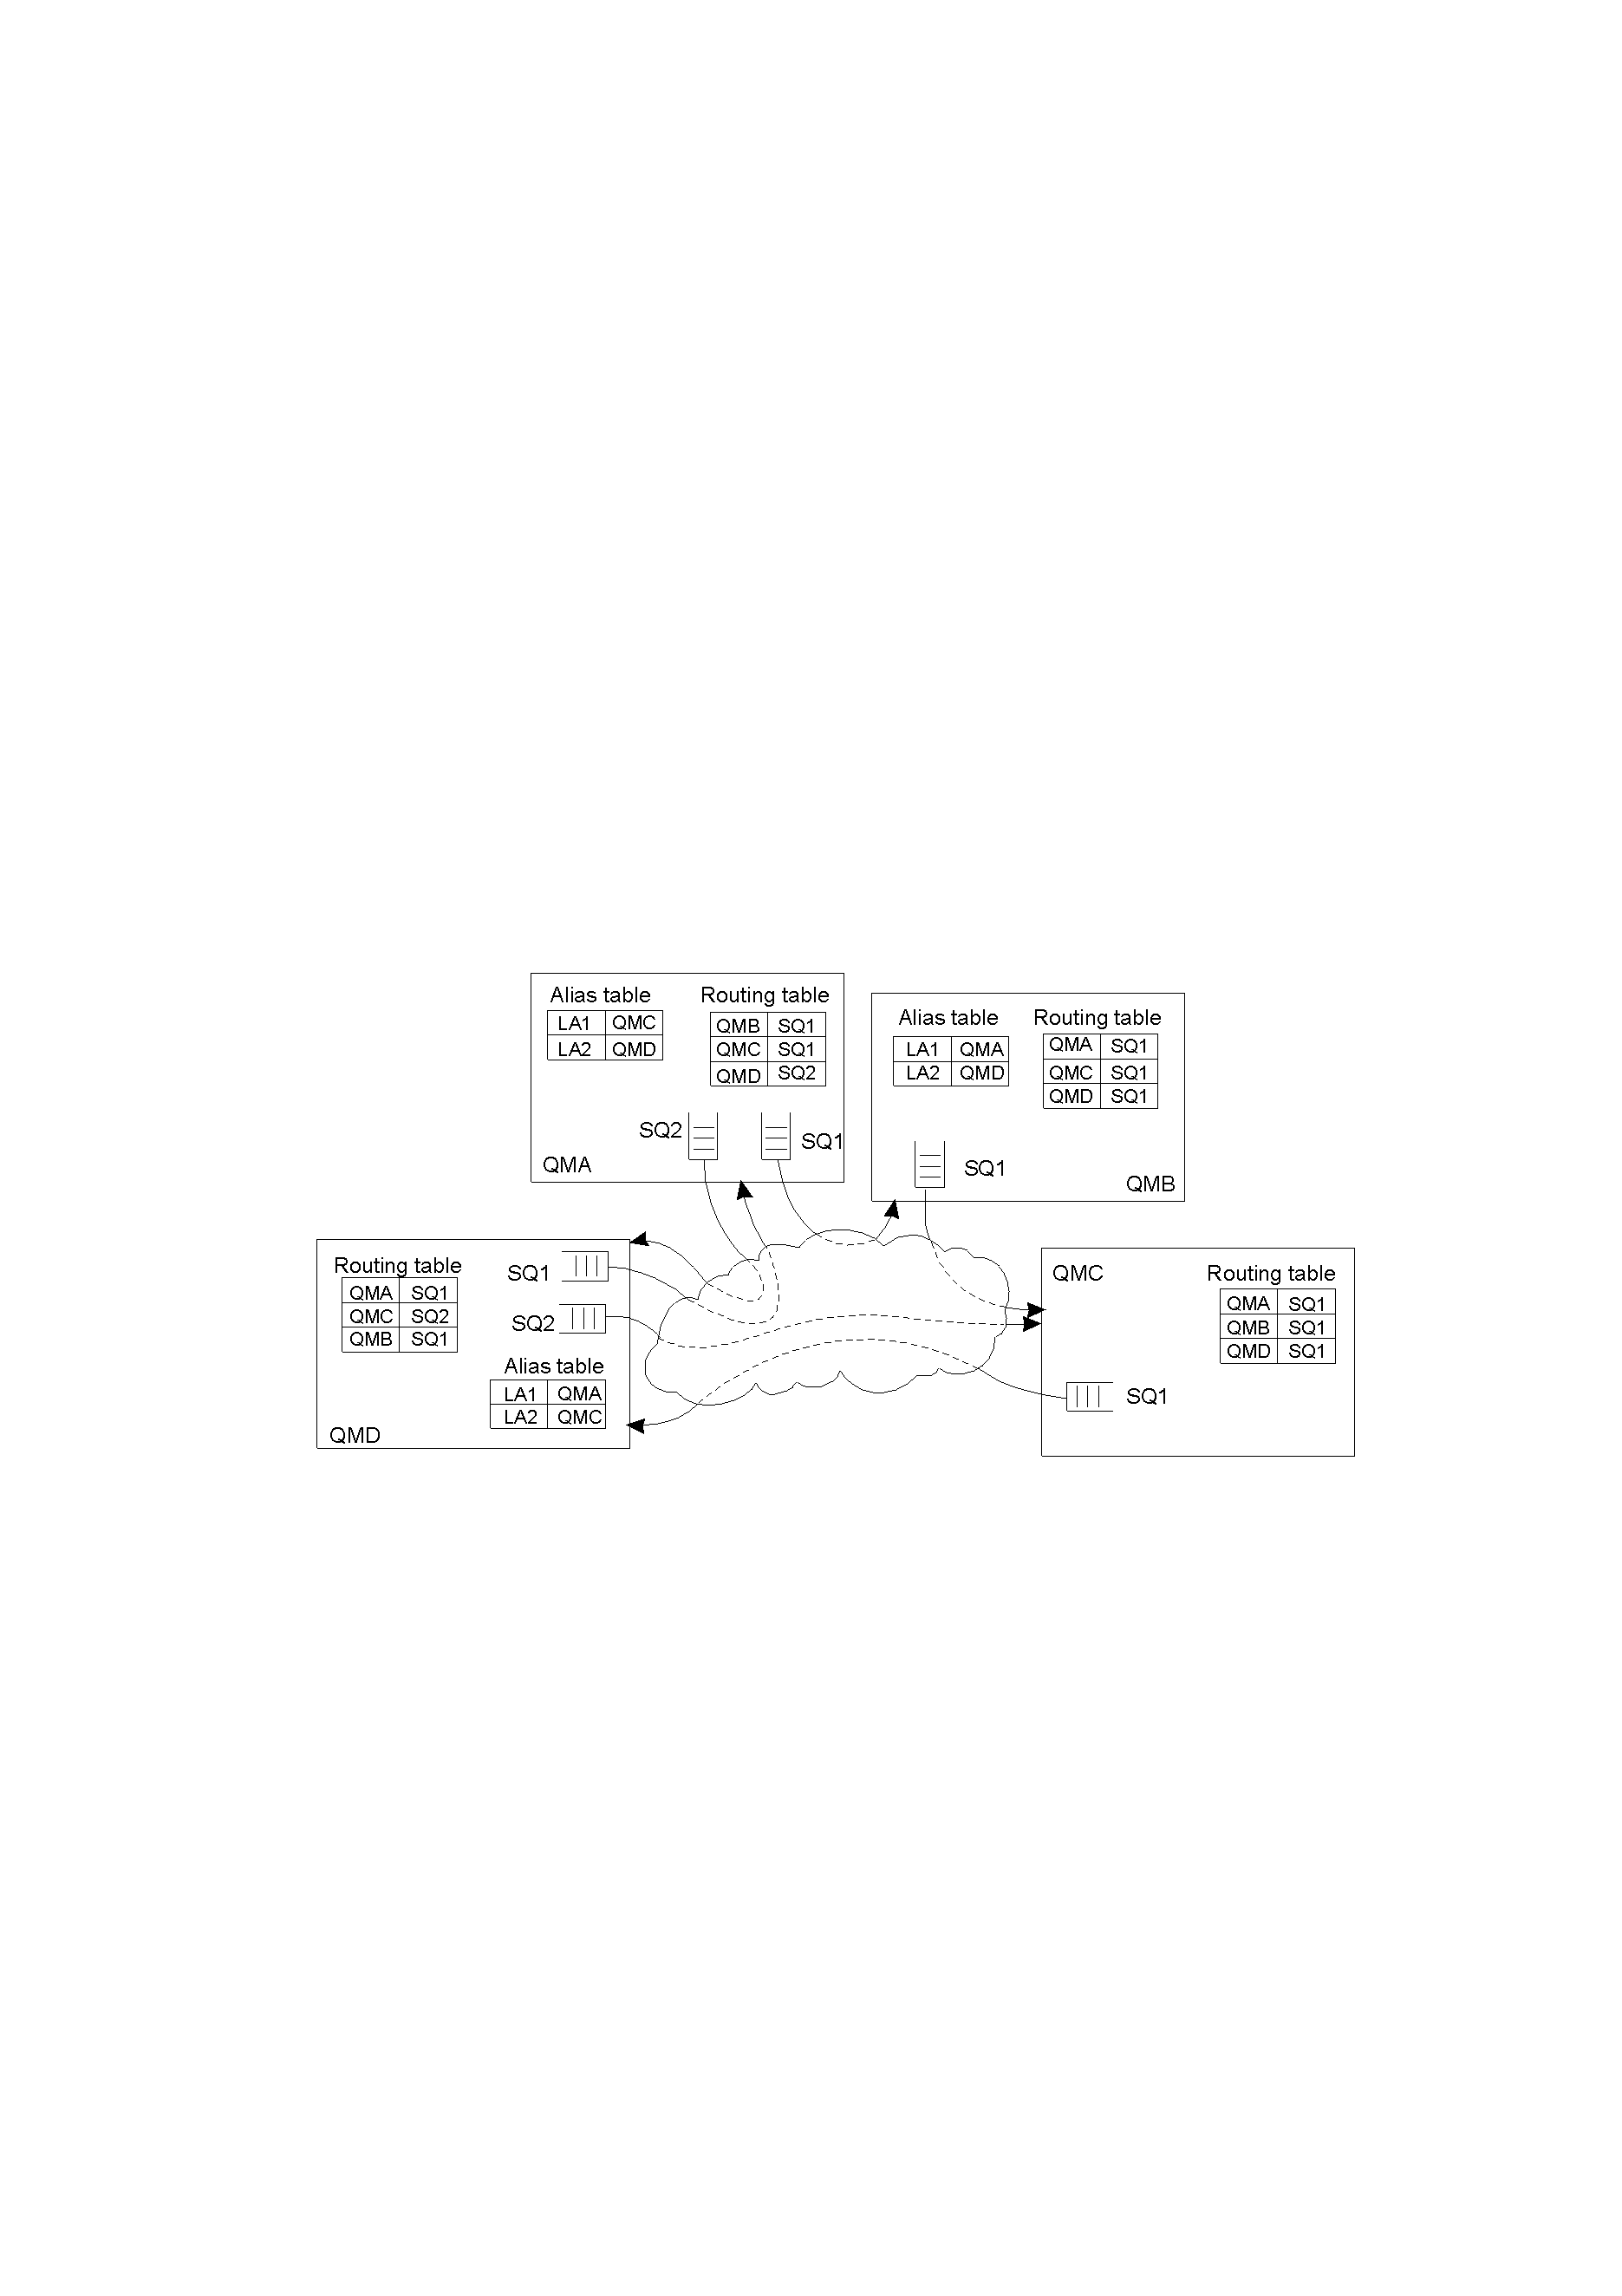 Alias table
LA1 QMC
LA2 QMD
Routing table
QMB SQ1
QMC SQ1
QMD SQ2
SQ2
SQ1
QMA
Alias table
LA1 QMA
LA2 QMD
Routing table
QMA SQ1
QMC SQ1
QMD SQ1
SQ1
QMB
Routing table
QMA SQ1
QMC SQ2
QMB SQ1
SQ1
SQ2
Alias table
LA1 QMA
LA2 QMC
QMD
QMC
Routing table
QMA SQ1
QMB SQ1
QMD SQ1
SQ1